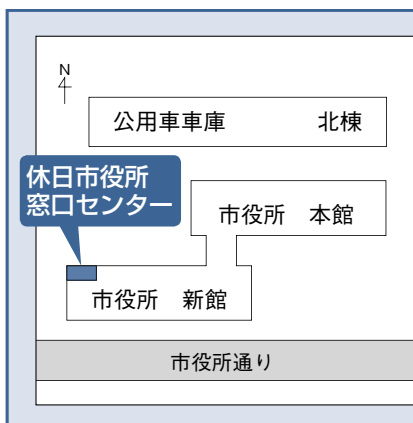 N
公用車車庫 北棟
休日市役所
窓口センター
市役所 本館
市役所 新館
市役所通り